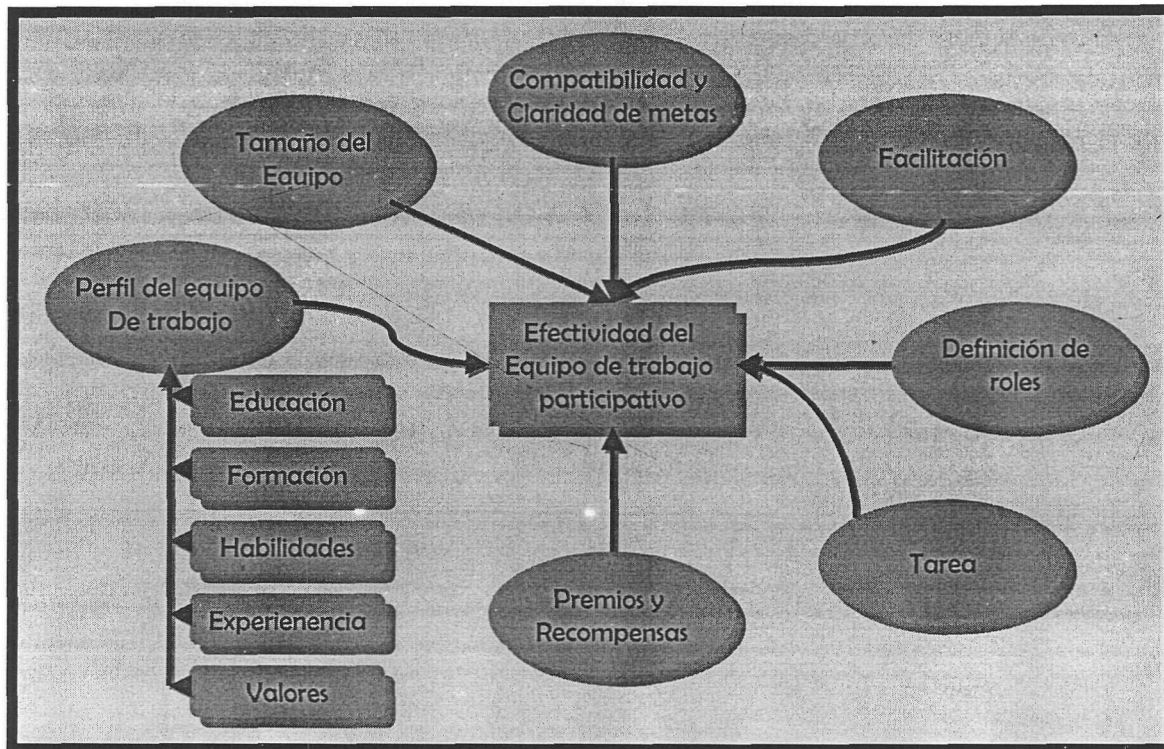 Compatibilidad y
Claridad de metas
Tamaño del
Equipo
Facilitación
Perfil del equipo
De trabajo
Efectividad del
Equipo de trabajo
participativo
Definición de
roles
Educación
Formación
Habilidades
Experienencia
Valores
Premios y
Recompensas
Tarea